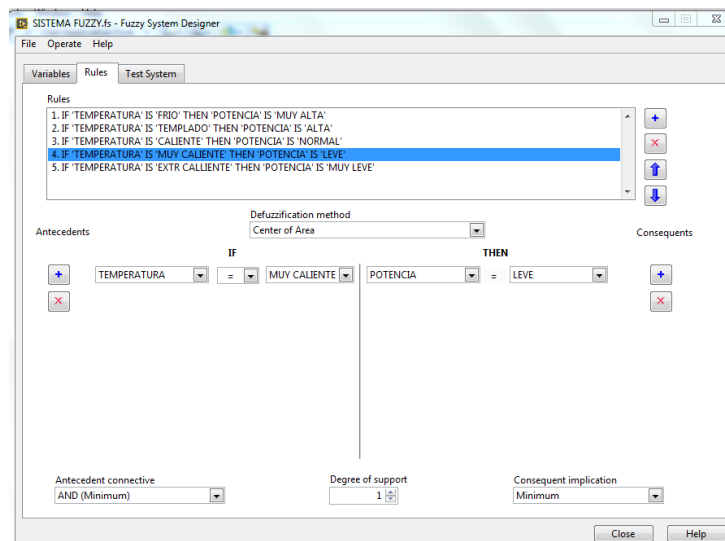 SISTEMA FUZZY.fs - Fuzzy System Designer
File Operate Help
Variables Rules Test System
Rules
1. IF 'TEMPERATURA' IS 'FRIO' THEN 'POTENCIA' IS 'MUY ALTA'
2. IF 'TEMPERATURA' IS 'TEMPLADO' THEN 'POTENCIA' IS 'ALTA'
3. IF 'TEMPERATURA' IS 'CALIENTE' THEN 'POTENCIA' IS 'NORMAL'
4. IF 'TEMPERATURA' IS 'MUY CALIENTE' THEN 'POTENCIA' IS 'LEVE'
5. IF 'TEMPERATURA' IS 'EXTR CALLIENTE' THEN 'POTENCIA' IS 'MUY LEVE'
Defuzzification method
Antecedents Center of Area Consequents
IF THEN
TEMPERATURA = MUY CALIENTE POTENCIA = LEVE
Antecedent connective Degree of support Consequent implication
AND (Minimum) 1 Minimum
Close Help